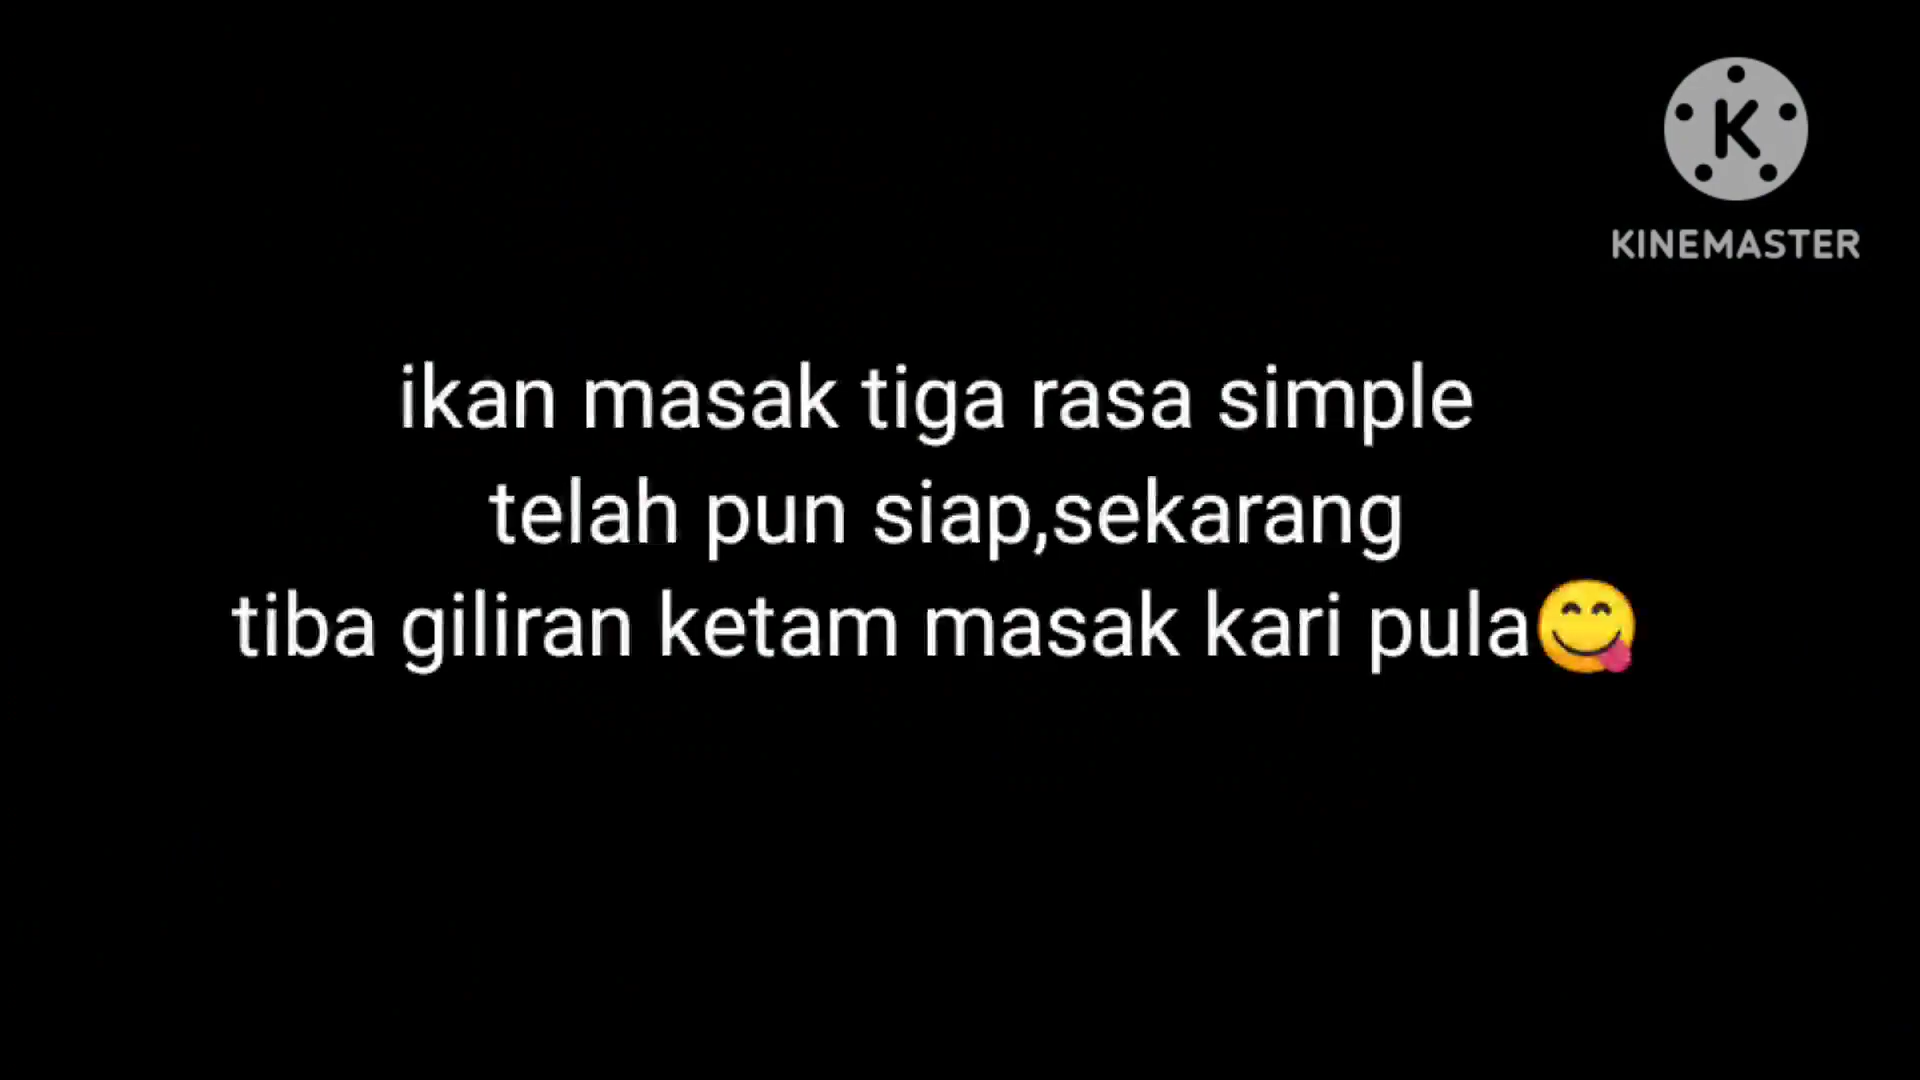 KINEMASTER
ikan masak tiga rasa simple
telah pun siap,sekarang
tiba giliran ketam masak kari pula😋